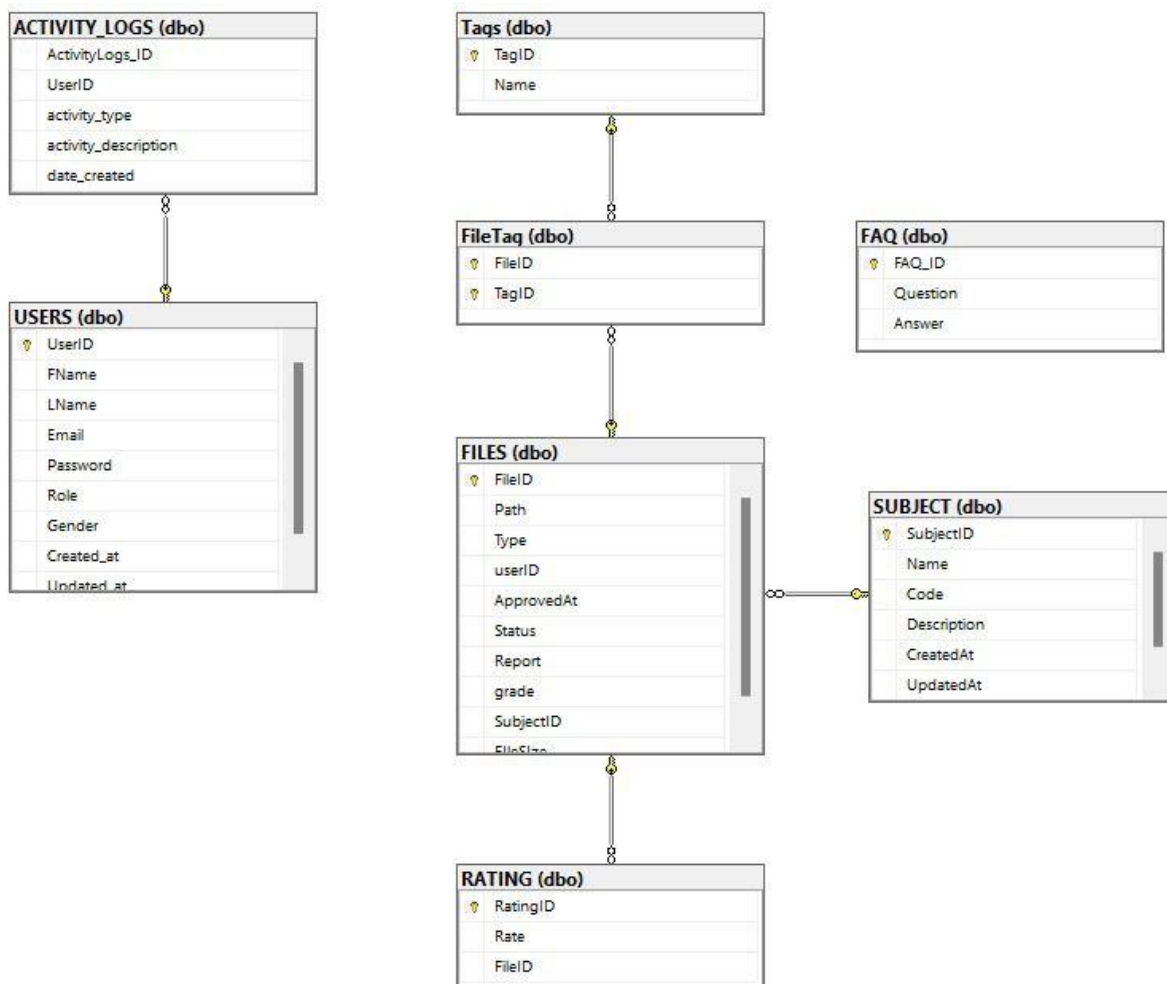 ACTIVITY_LOGS (dbo)
ActivityLogs_ID
UserID
activity_type
activity_description
date_created
USERS (dbo)
UserID
FName
LName
Email
Password
Role
Gender
Created_at
Updated_at
Tags (dbo)
TagID
Name
FileTag (dbo)
FileID
TagID
FILES (dbo)
FileID
Path
Type
userID
ApprovedAt
Status
Report
grade
SubjectID
FileSize
RATING (dbo)
RatingID
Rate
FileID
FAQ (dbo)
FAQ_ID
Question
Answer
SUBJECT (dbo)
SubjectID
Name
Code
Description
CreatedAt
UpdatedAt